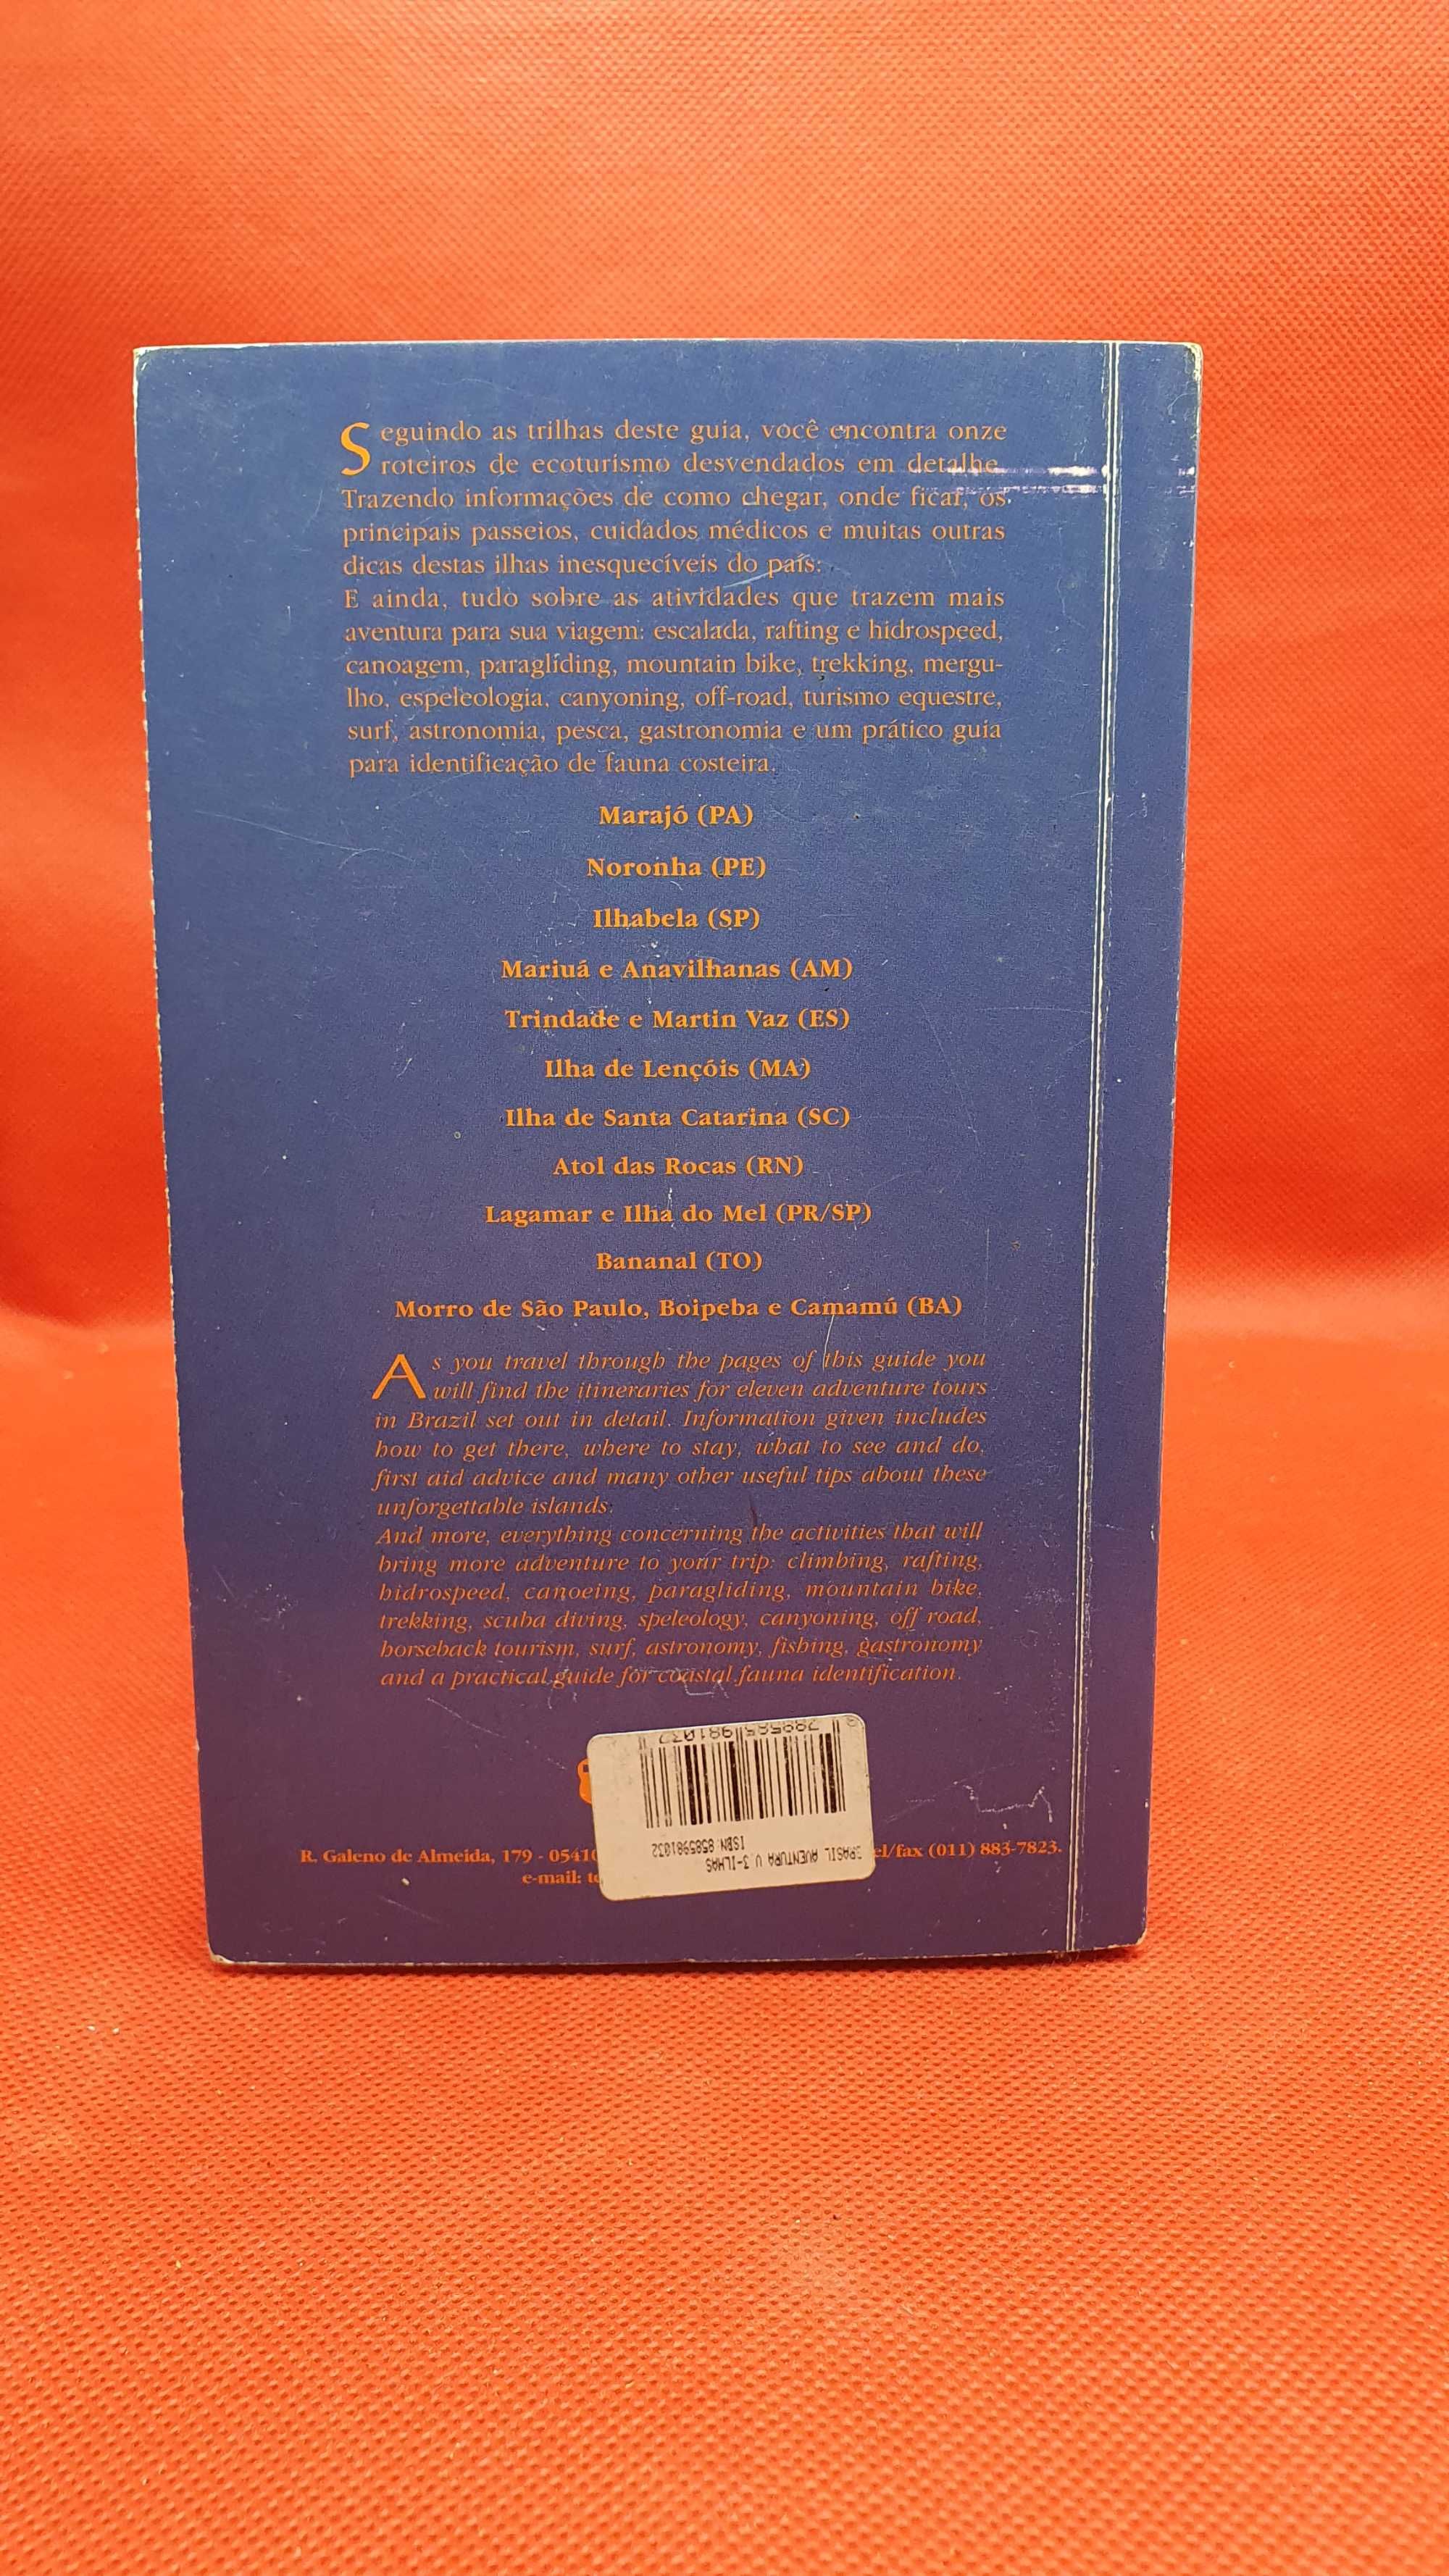 Seguindo as trilhas deste guia, você encontra onze
roteiros de ecoturismo desvendados em detalhe.
Trazendo informações de como chegar, onde ficar, os
principais passeios, cuidados médicos e muitas outras
dicas destas ilhas inesquecíveis do país.
E ainda, tudo sobre as atividades que trazem mais
aventura para sua viagem: escalada, rafting e hidrospeed,
canoagem, paragliding, mountain bike, trekking, mergu-
lho, espeleologia, canyoning, off-road, turismo equestre,
surf, astronomia, pesca, gastronomia e um prático guia
para identificação de fauna costeira.
Marajó (PA)
Noronha (PE)
Ilhabela (SP)
Mariuá e Anavilhanas (AM)
Trindade e Martin Vaz (ES)
Ilha de Lençóis (MA)
Ilha de Santa Catarina (SC)
Atol das Rocas (RN)
Lagamar e Ilha do Mel (PR/SP)
Bananal (TO)
Morro de São Paulo, Boipeba e Camamú (BA)
As you travel through the pages of this guide you
will find the itineraries for eleven adventure tours
in Brazil set out in detail. Information given includes
how to get there, where to stay, what to see and do,
first aid advice and many other useful tips about these
unforgettable islands.
And more, everything concerning the activities that will
bring more adventure to your trip: climbing, rafting,
hidrospeed, canoeing, paragliding, mountain bike,
trekking, scuba diving, speleology, canyoning, off road,
horseback tourism, surf, astronomy, fishing, gastronomy
and a practical guide for coastal fauna identification.
BRASIL AVENTURA V 3-ILHAS
ISBN 8585981032
9 788585 981037
R. Galeno de Almeida, 179 - 0541 el/fax (011) 883-7823.
e-mail: